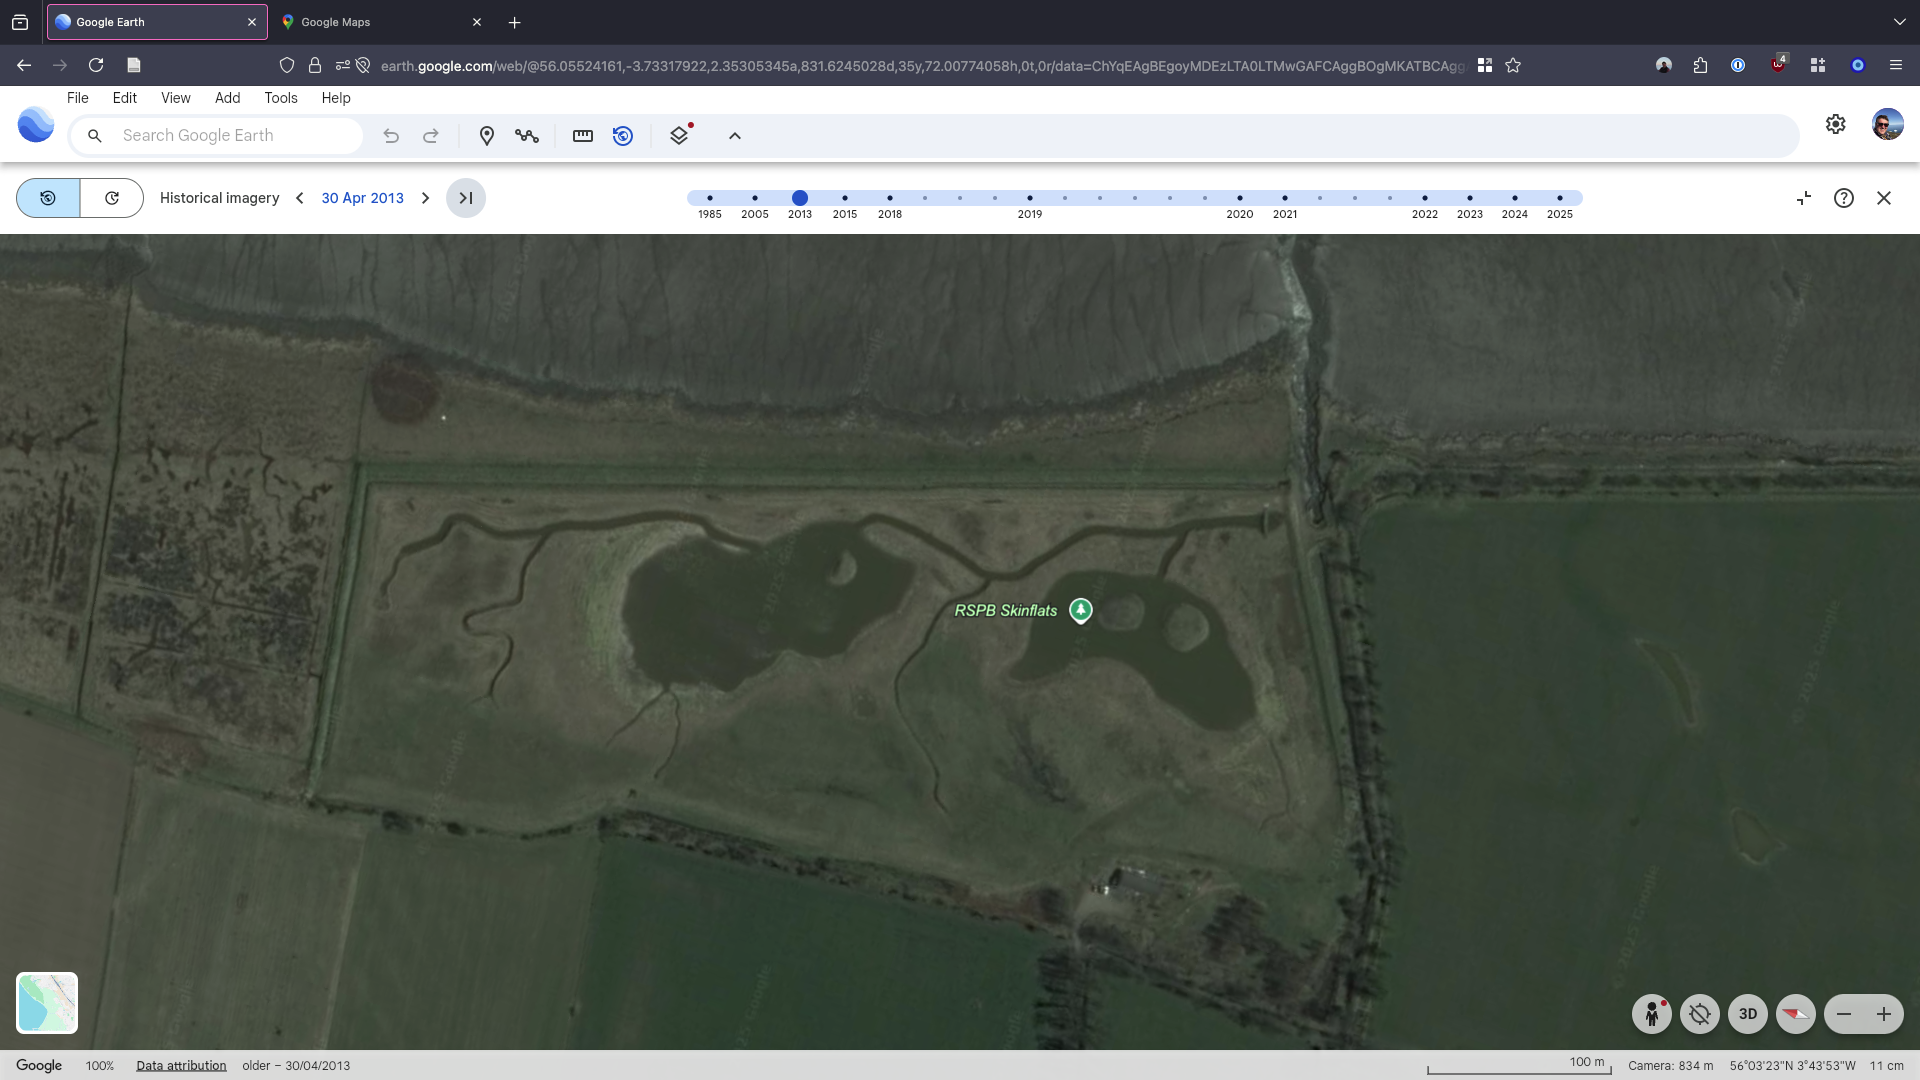 Google Earth
Google Maps
earth.google.com/web/@56.05524161,-3.73317922,2.35305345a,831.6245028d,35y,72.00774058h,0t,0r/data=ChYqEAgBEgoyMDEzLTA0LTMwGAFCAggBOgMKATBCAgg
4
File Edit View Add Tools Help
Search Google Earth
Historical imagery
30 Apr 2013
1985 2005 2013 2015 2018 2019 2020 2021 2022 2023 2024 2025
RSPB Skinflats
© 2025 Google
3D
Google
100%
Data attribution
older – 30/04/2013
100 m
Camera: 834 m
56°03'23"N 3°43'53"W
11 cm